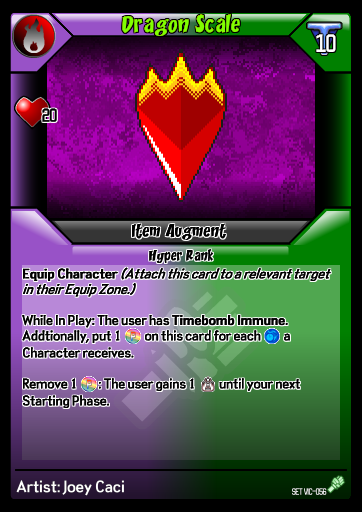 Dragon Scale
10
20
Item Augment
Hyper Rank
Equip Character (Attach this card to a relevant target
in their Equip Zone.)
While In Play: The user has Timebomb Immune.
Addtionally, put 1 on this card for each a
Character receives.
Remove 1 : The user gains 1 until your next
Starting Phase.
Artist: Joey Caci
SET VIC-056